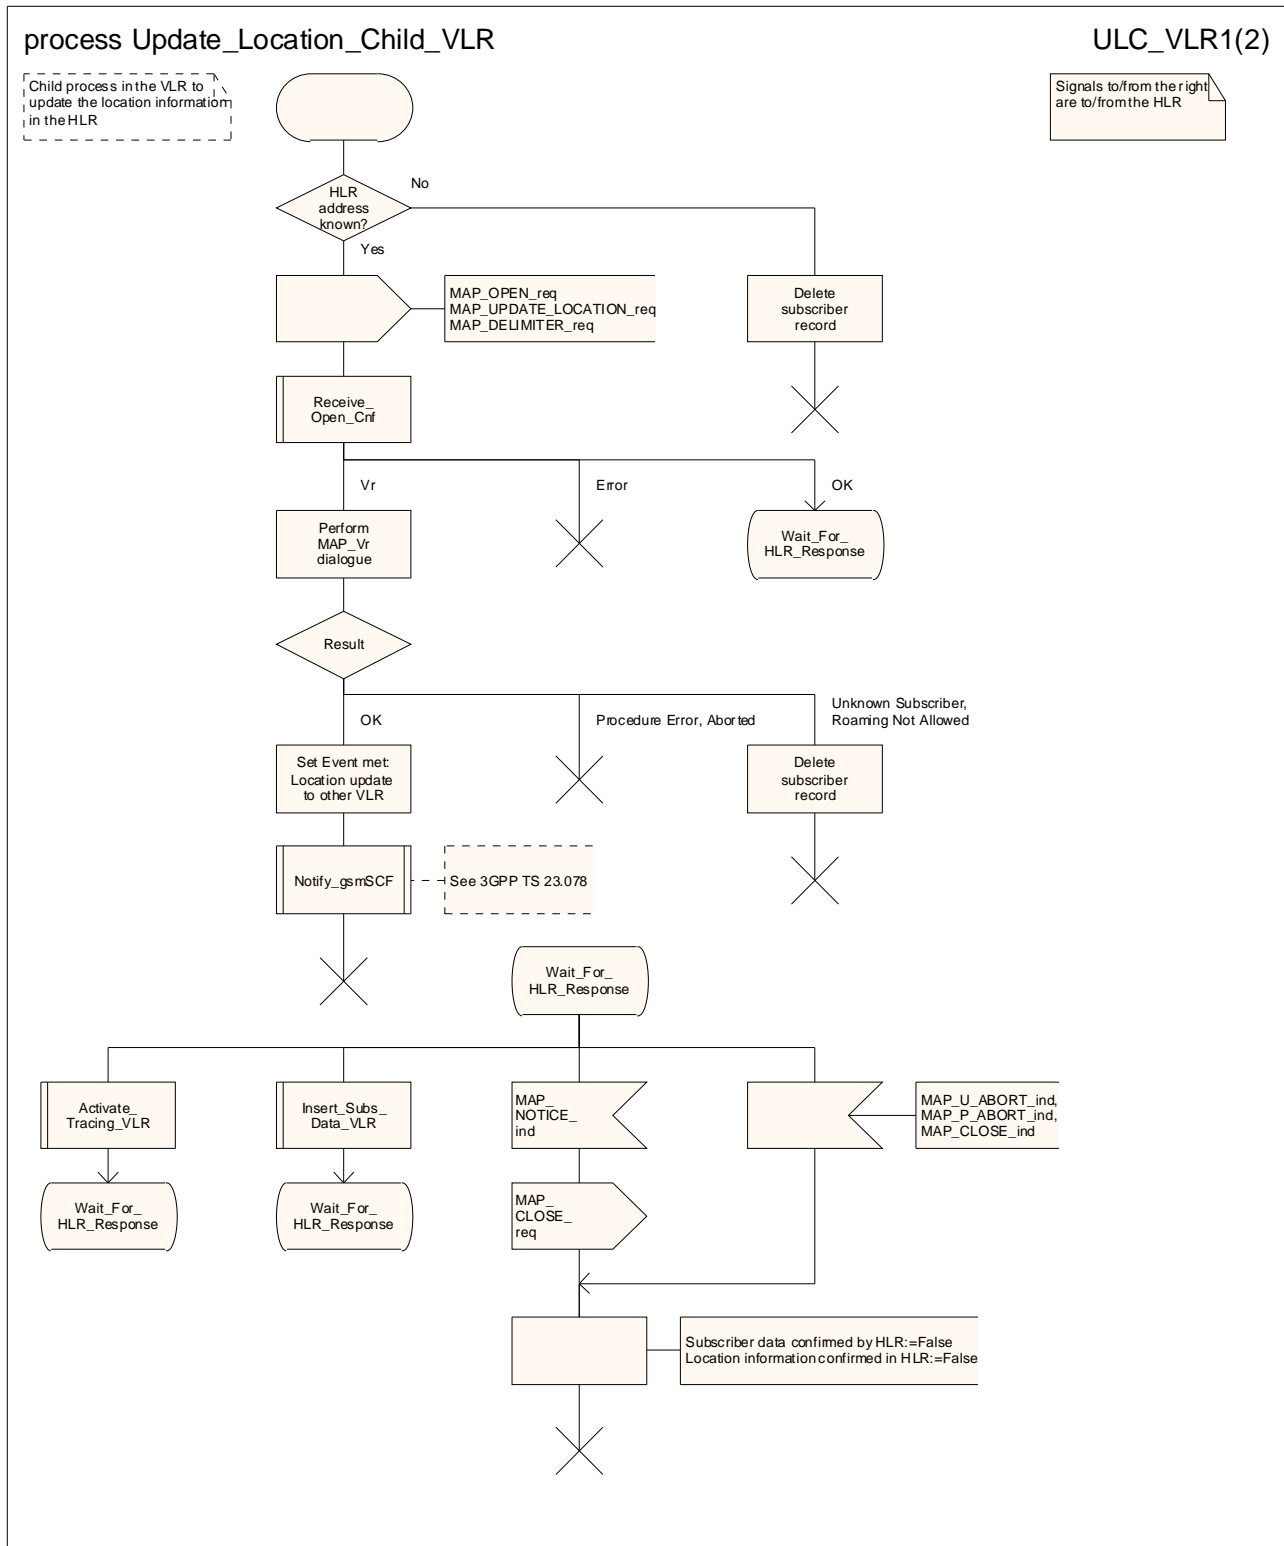 process Update_Location_Child_VLR
ULC_VLR1(2)
Child process in the VLR to
update the location information
in the HLR
Signals to/from the right
are to/from the HLR
HLR
address
known?
No
Yes
MAP_OPEN_req
MAP_UPDATE_LOCATION_req
MAP_DELIMITER_req
Delete
subscriber
record
Receive_
Open_Cnf
Vr
Error
OK
Perform
MAP_Vr
dialogue
Wait_For_
HLR_Response
Result
OK
Procedure Error, Aborted
Unknown Subscriber,
Roaming Not Allowed
Set Event met:
Location update
to other VLR
Delete
subscriber
record
Notify_gsmSCF
See 3GPP TS 23.078
Wait_For_
HLR_Response
Activate_
Tracing_VLR
Insert_Subs_
Data_VLR
MAP_
NOTICE_
ind
MAP_U_ABORT_ind,
MAP_P_ABORT_ind,
MAP_CLOSE_ind
Wait_For_
HLR_Response
Wait_For_
HLR_Response
MAP_
CLOSE_
req
Subscriber data confirmed by HLR:=False
Location information confirmed in HLR:=False